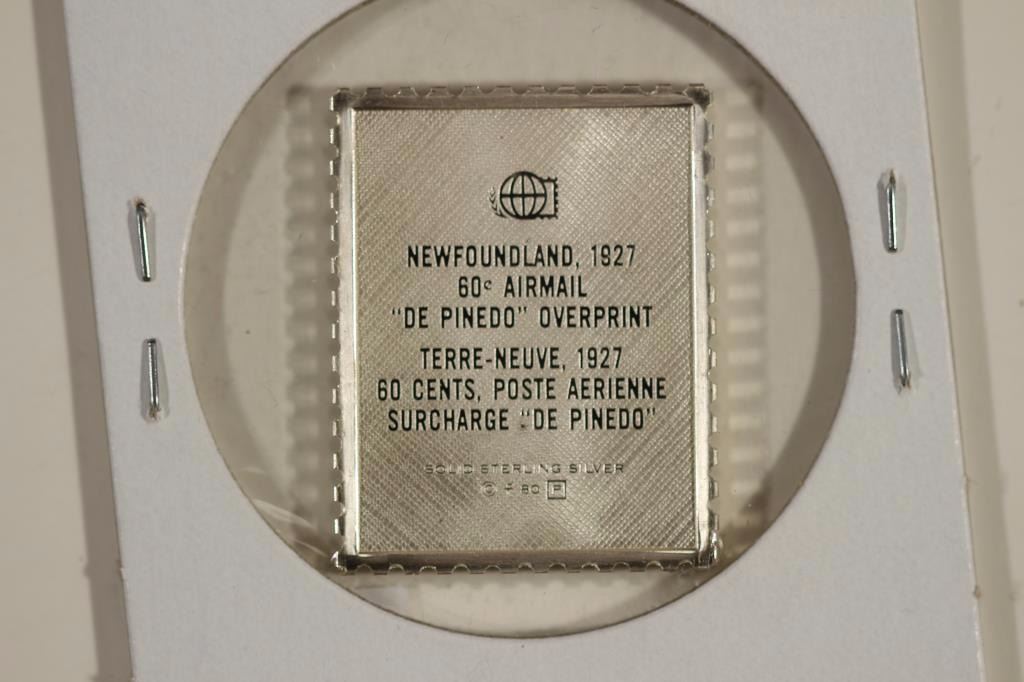 NEWFOUNDLAND, 1927
60¢ AIRMAIL
"DE PINEDO" OVERPRINT
TERRE-NEUVE, 1927
60 CENTS, POSTE AERIENNE
SURCHARGE "DE PINEDO"
SOLID STERLING SILVER
© F 80 P